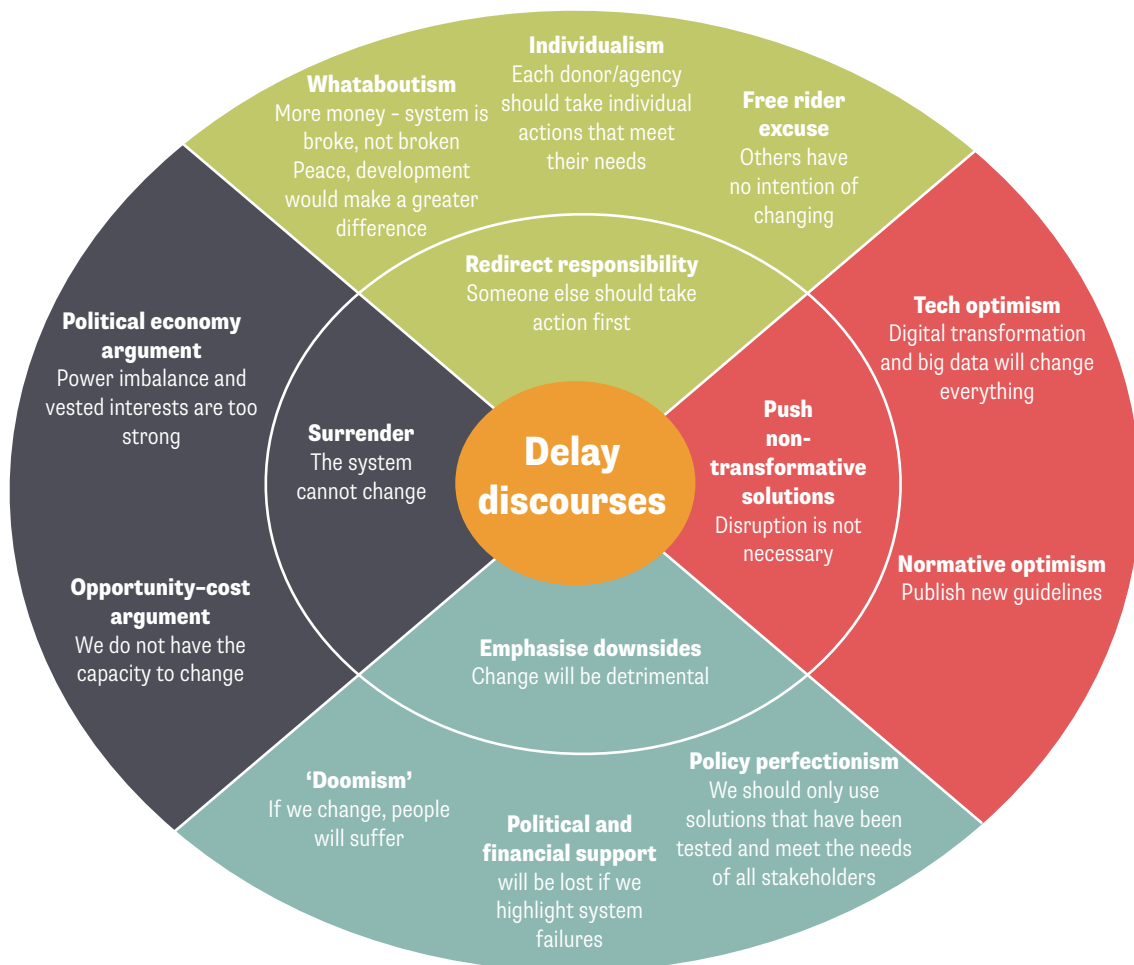 Individualism
Each donor/agency
should take individual
actions that meet
their needs
Whataboutism
More money – system is
broke, not broken
Peace, development
would make a greater
difference
Free rider
excuse
Others have
no intention of
changing
Redirect responsibility
Someone else should take
action first
Political economy
argument
Power imbalance and
vested interests are too
strong
Tech optimism
Digital transformation
and big data will change
everything
Surrender
The system
cannot change
Delay
discourses
Push
non-
transformative
solutions
Disruption is not
necessary
Opportunity–cost
argument
We do not have the
capacity to change
Normative optimism
Publish new guidelines
Emphasise downsides
Change will be detrimental
‘Doomism’
If we change, people
will suffer
Political and
financial support
will be lost if we
highlight system
failures
Policy perfectionism
We should only use
solutions that have been
tested and meet the needs
of all stakeholders